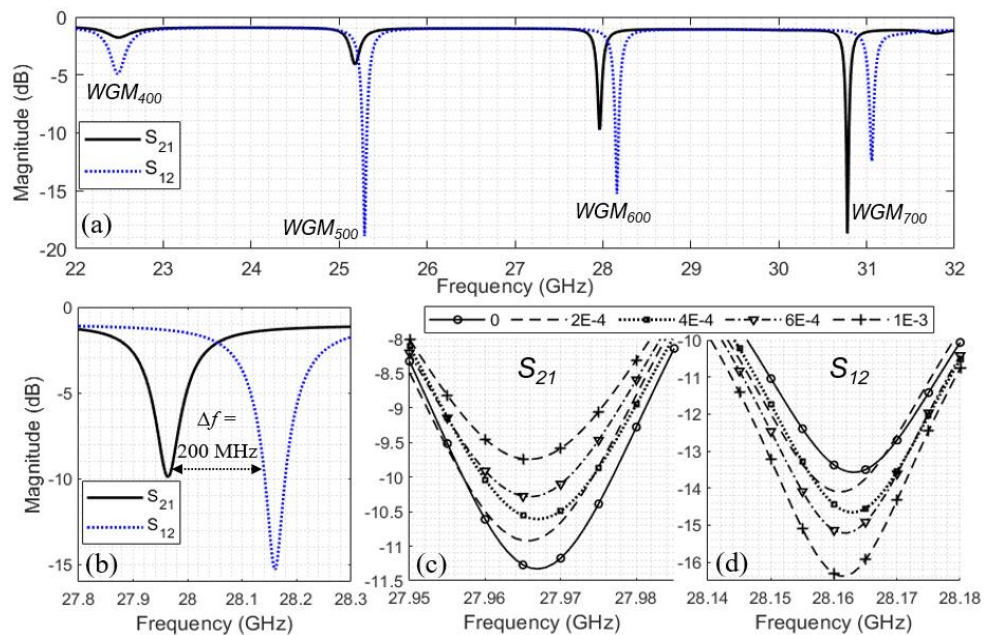 0
-5
-10
-15
-20
Magnitude (dB)
WGM400
WGM500
WGM600
WGM700
S21
S12
(a)
22 23 24 25 26 27 28 29 30 31 32
Frequency (GHz)
0
-5
-10
-15
Magnitude (dB)
Δf =
200 MHz
S21
S12
(b)
27.8 27.9 28 28.1 28.2 28.3
Frequency (GHz)
0 2E-4 4E-4 6E-4 1E-3
-8
-8.5
-9
-9.5
-10
-10.5
-11
-11.5
S21
(c)
27.95 27.96 27.97 27.98
Frequency (GHz)
-10
-11
-12
-13
-14
-15
-16
S12
(d)
28.14 28.15 28.16 28.17 28.18
Frequency (GHz)